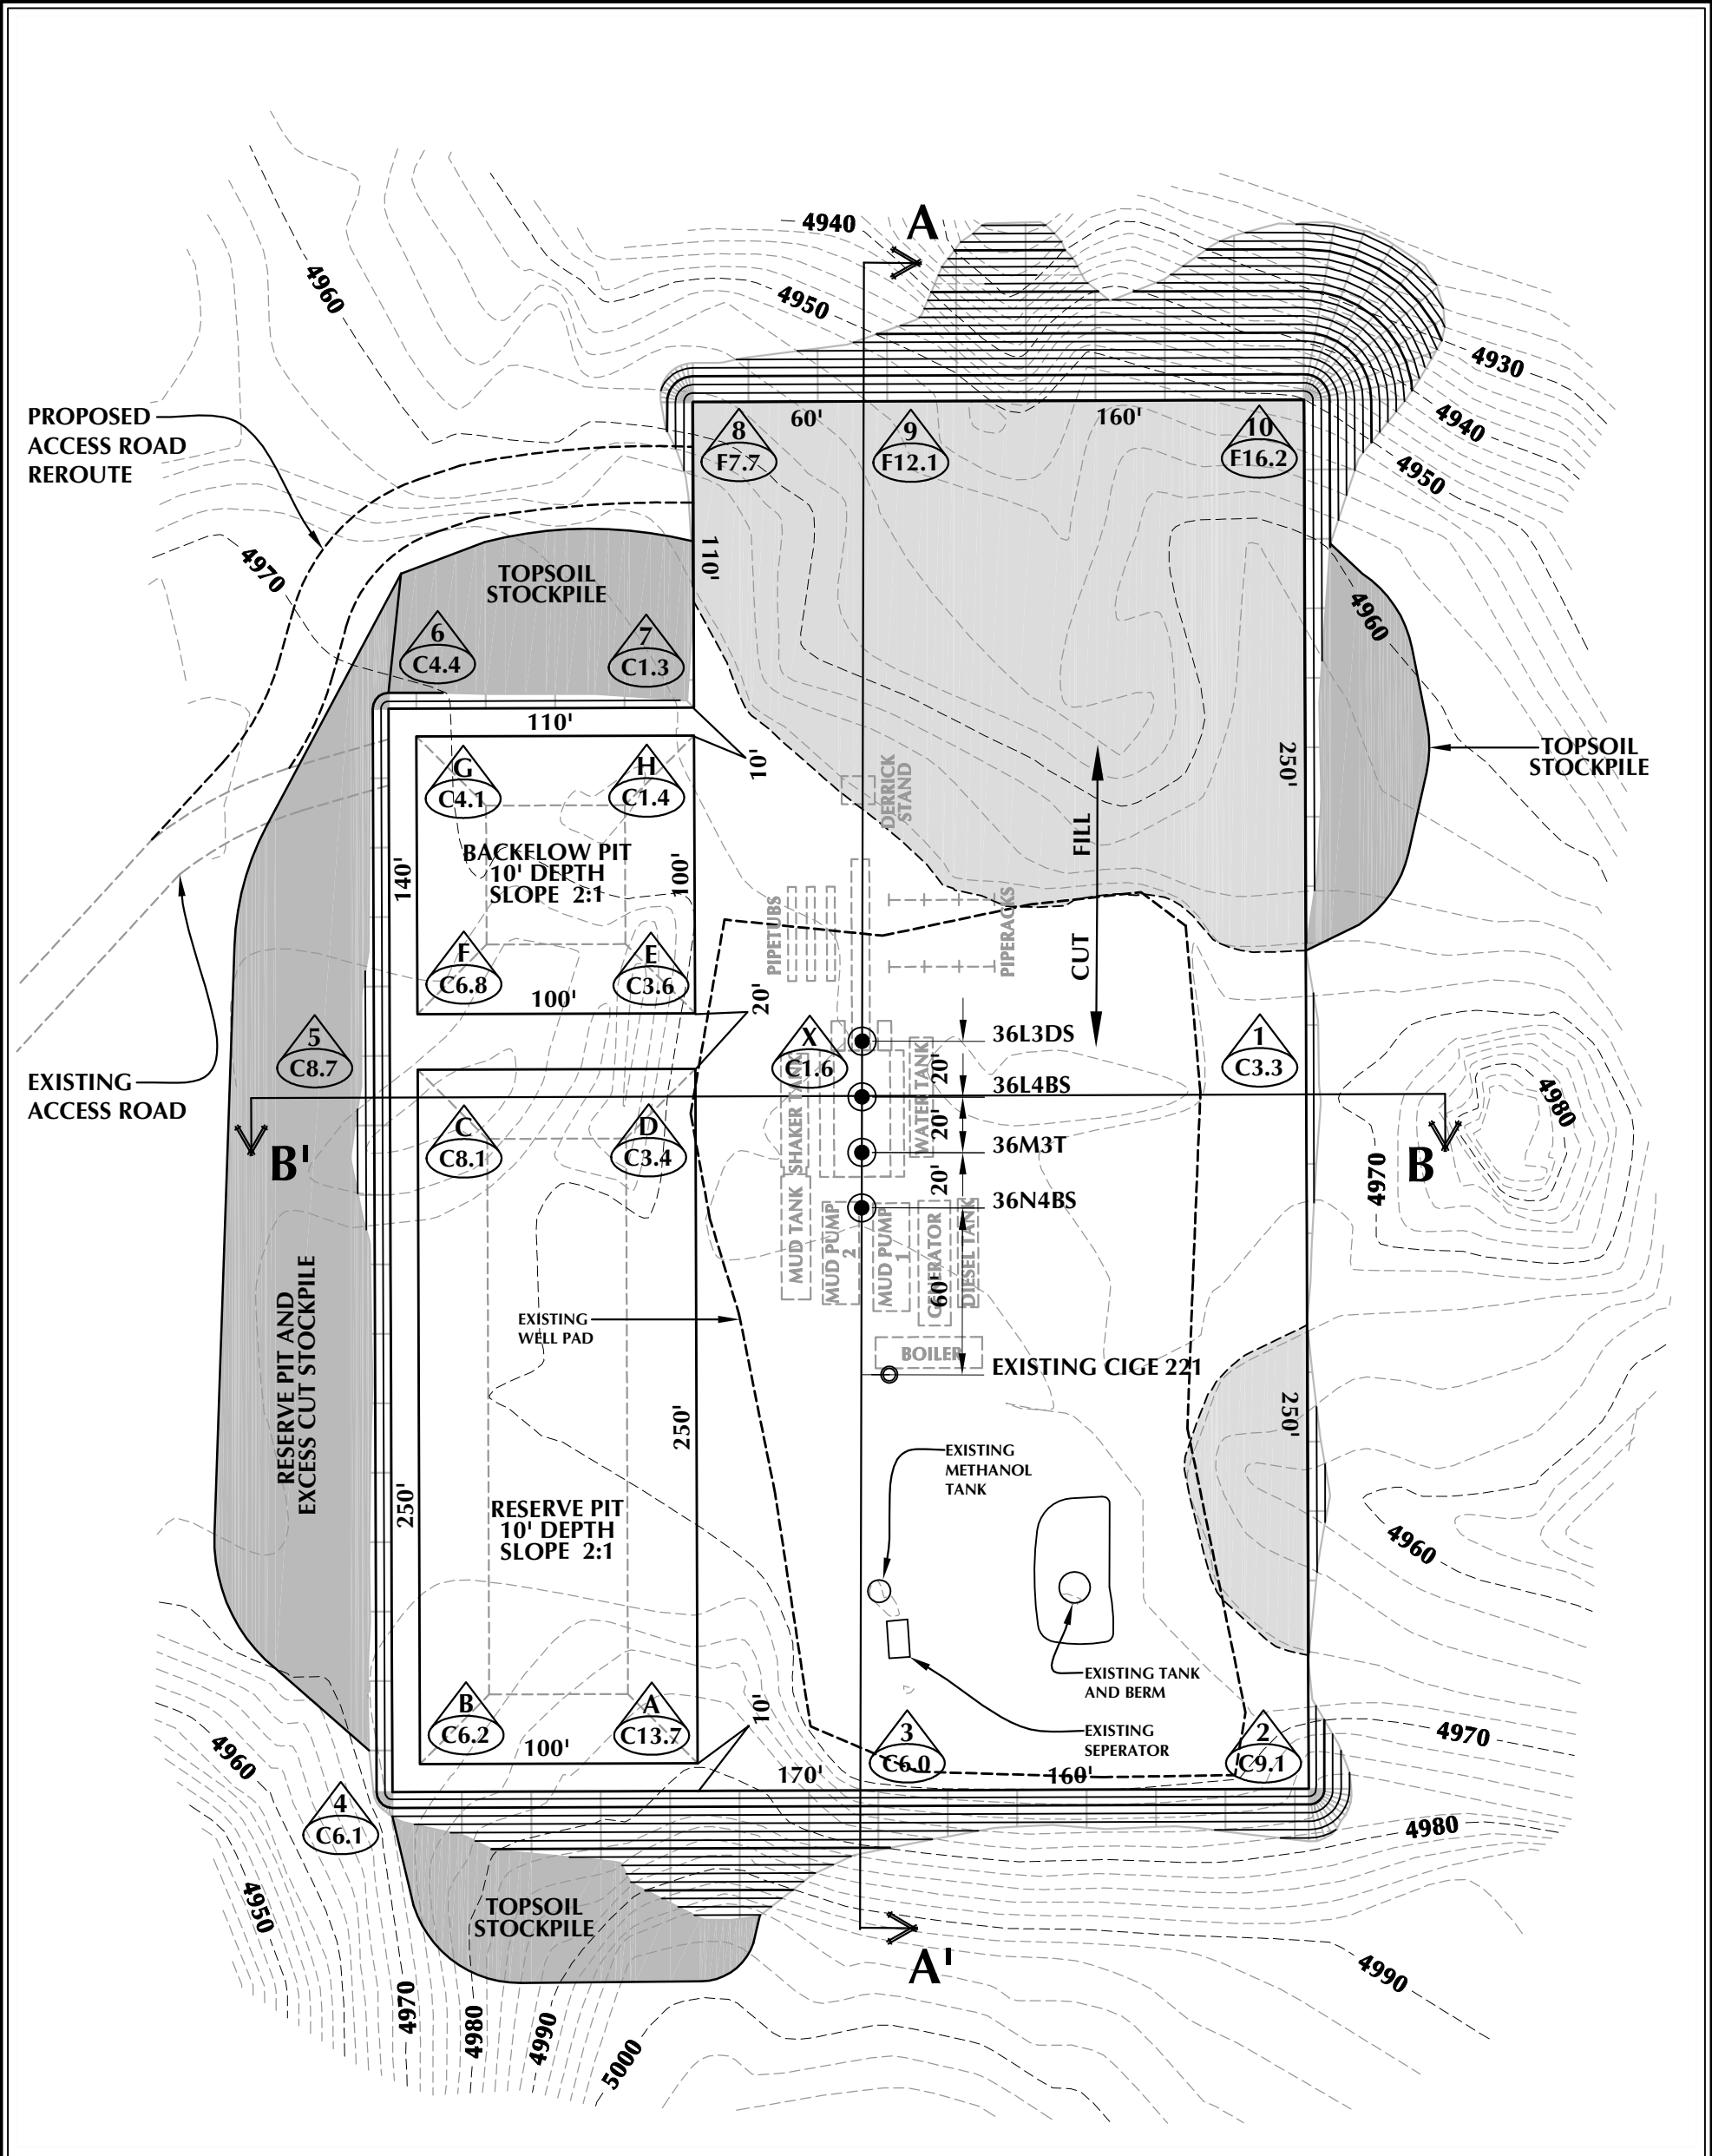 A
4940
4960
4950
4930
4940
4950
PROPOSED
ACCESS ROAD
REROUTE
60'
160'
8
F7.7
9
F12.1
10
F16.2
110'
4970
TOPSOIL
STOCKPILE
4960
6
C4.4
7
C1.3
110'
10'
250'
TOPSOIL
STOCKPILE
G
C4.1
H
C1.4
DERRICK
STAND
FILL
BACKFLOW PIT
10' DEPTH
SLOPE 2:1
140'
100'
PIPETUBS
PIPERACKS
CUT
F
C6.8
E
C3.6
100'
20'
5
C8.7
X
C1.6
36L3DS
1
C3.3
EXISTING
ACCESS ROAD
20'
WATER TANK
36L4BS
4980
B'
C
C8.1
D
C3.4
SHAKER TANK
20'
36M3T
B
4970
20'
36N4BS
MUD TANK
MUD PUMP
2
MUD PUMP
1
GENERATOR
60'
DIESEL TANK
RESERVE PIT AND
EXCESS CUT STOCKPILE
EXISTING
WELL PAD
BOILER
EXISTING CIGE 221
250'
250'
250'
EXISTING
METHANOL
TANK
RESERVE PIT
10' DEPTH
SLOPE 2:1
4960
EXISTING TANK
AND BERM
B
C6.2
A
C13.7
10'
3
C6.0
EXISTING
SEPERATOR
2
C9.1
4970
4960
100'
170'
160'
4
C6.1
4980
4950
TOPSOIL
STOCKPILE
A'
4990
4970
4980
4990
5000